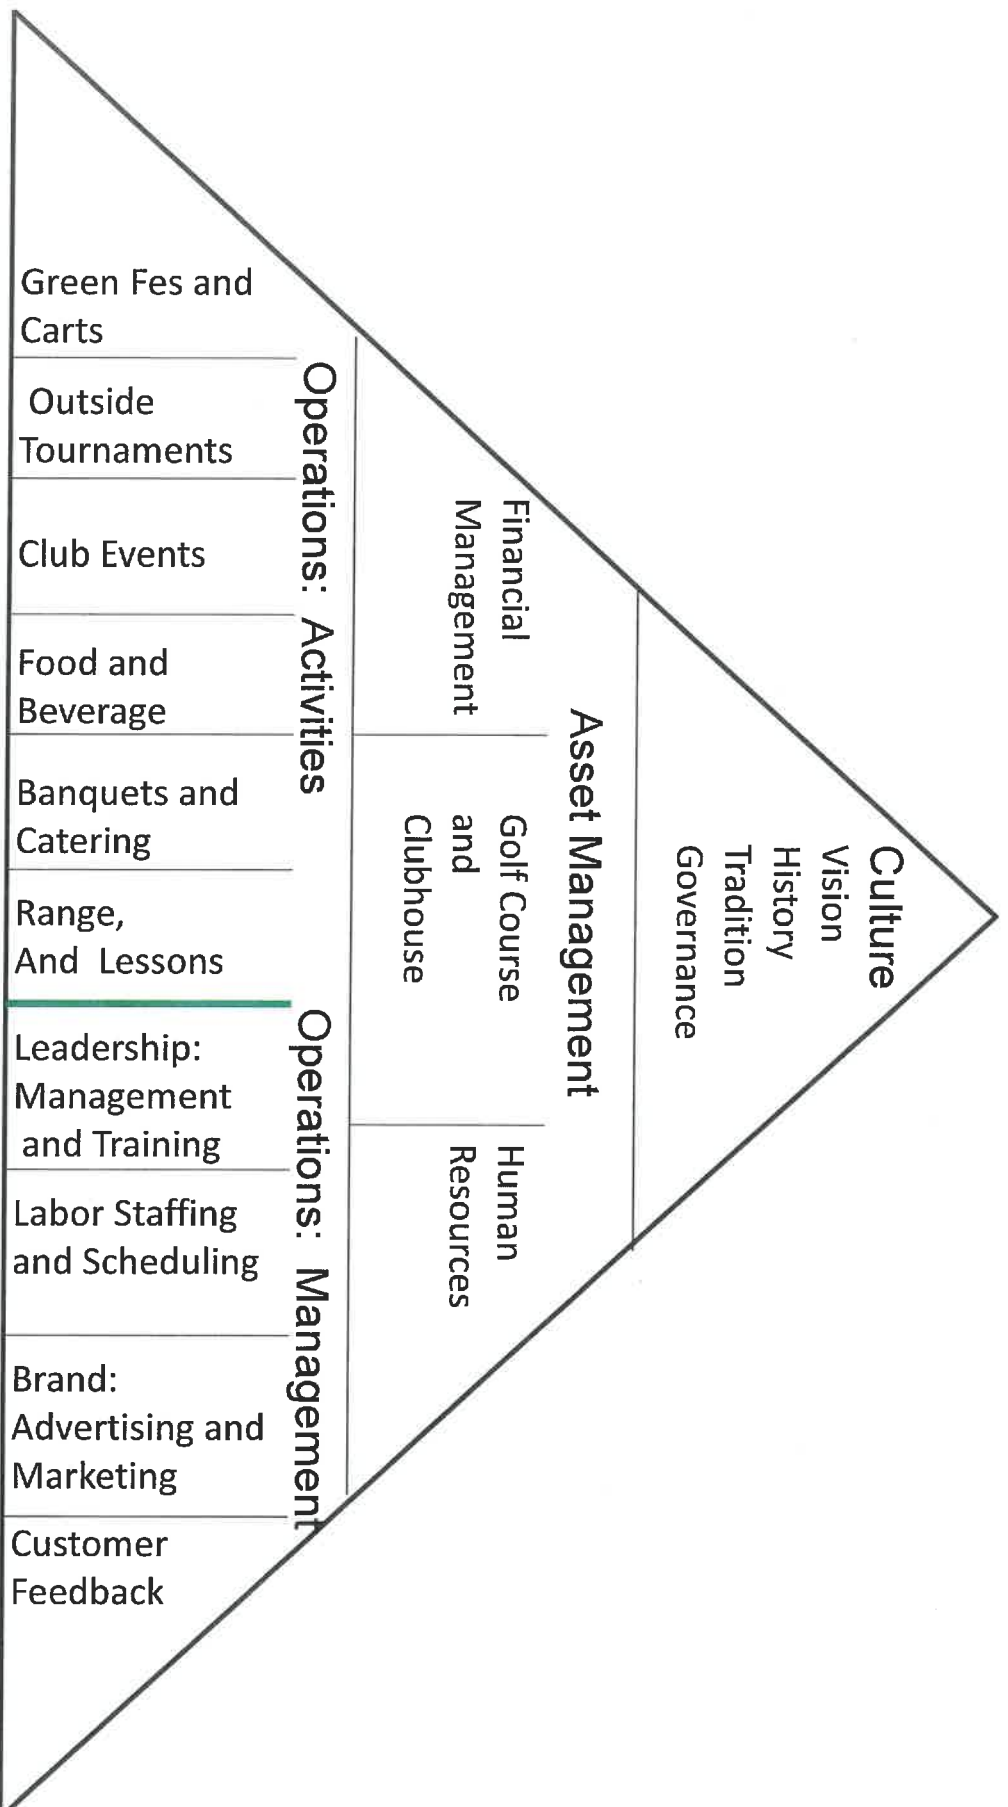 Culture
Vision
History
Tradition
Governance
Asset Management
Financial
Management
Golf Course
and
Clubhouse
Human
Resources
Operations: Activities
Operations: Management
Green Fes and
Carts
Outside
Tournaments
Club Events
Food and
Beverage
Banquets and
Catering
Range,
And Lessons
Leadership:
Management
and Training
Labor Staffing
and Scheduling
Brand:
Advertising and
Marketing
Customer
Feedback